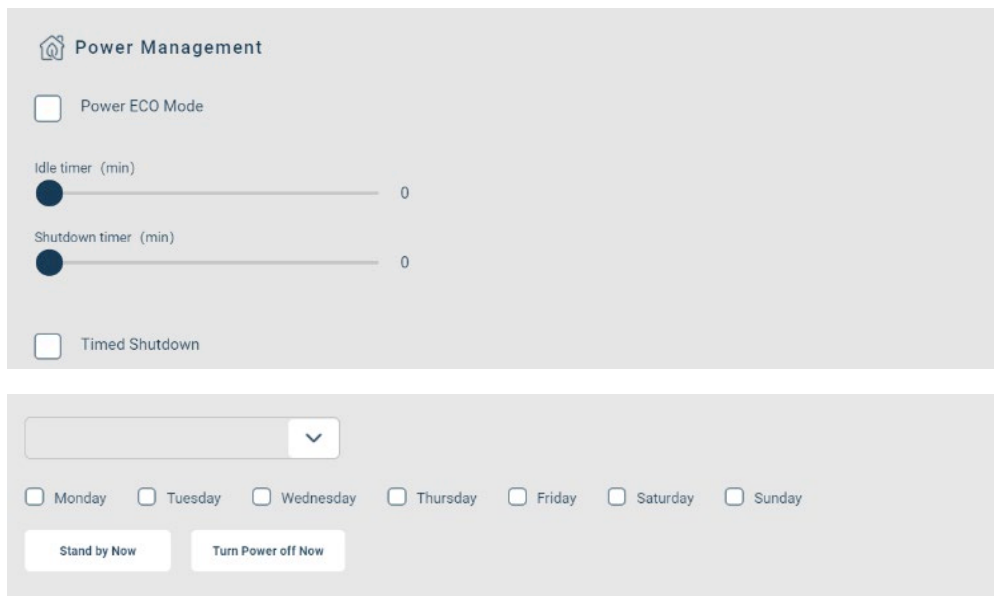 Power Management
Power ECO Mode
Idle timer (min)
0
Shutdown timer (min)
0
Timed Shutdown
Monday Tuesday Wednesday Thursday Friday Saturday Sunday
Stand by Now Turn Power off Now